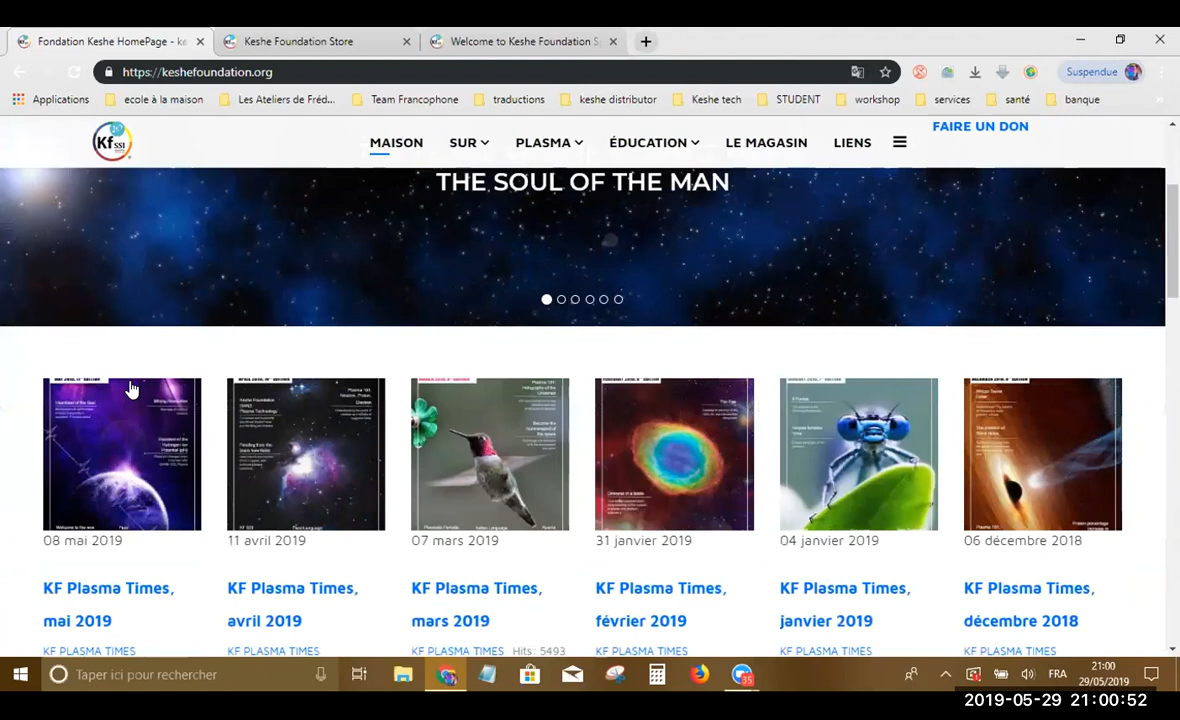 Fondation Keshe HomePage - ke
Keshe Foundation Store
Welcome to Keshe Foundation S
https://keshefoundation.org
Suspendue
Applications
ecole à la maison
Les Ateliers de Fréd...
Team Francophone
traductions
keshe distributor
Keshe tech
STUDENT
workshop
services
santé
banque
Kf SSI
MAISON
SUR
PLASMA
ÉDUCATION
LE MAGASIN
LIENS
FAIRE UN DON
THE SOUL OF THE MAN
08 mai 2019
11 avril 2019
07 mars 2019
31 janvier 2019
04 janvier 2019
06 décembre 2018
KF Plasma Times,
mai 2019
KF Plasma Times,
avril 2019
KF Plasma Times,
mars 2019
KF Plasma Times,
février 2019
KF Plasma Times,
janvier 2019
KF Plasma Times,
décembre 2018
KF PLASMA TIMES
KF PLASMA TIMES
KF PLASMA TIMES Hits: 5493
KF PLASMA TIMES
KF PLASMA TIMES
KF PLASMA TIMES
Taper ici pour rechercher
35
FRA
21:00
29/05/2019
2019-05-29 21:00:52